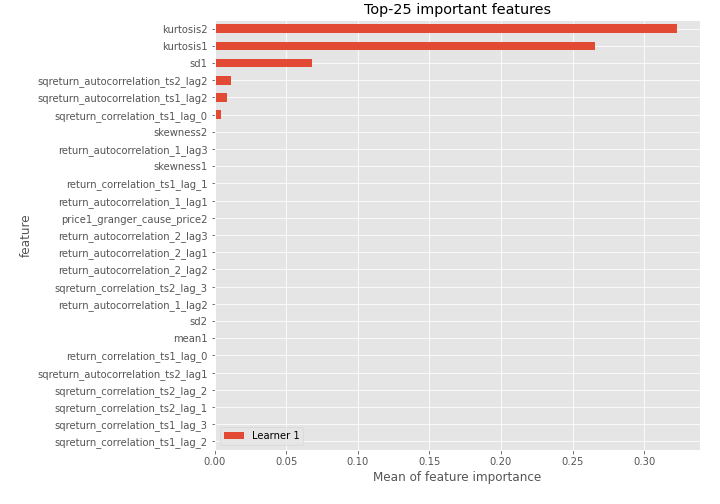 Top-25 important features
kurtosis2
kurtosis1
sd1
sqreturn_autocorrelation_ts2_lag2
sqreturn_autocorrelation_ts1_lag2
sqreturn_correlation_ts1_lag_0
skewness2
return_autocorrelation_1_lag3
skewness1
return_correlation_ts1_lag_1
return_autocorrelation_1_lag1
price1_granger_cause_price2
return_autocorrelation_2_lag3
return_autocorrelation_2_lag1
return_autocorrelation_2_lag2
sqreturn_correlation_ts2_lag_3
return_autocorrelation_1_lag2
sd2
mean1
return_correlation_ts1_lag_0
sqreturn_autocorrelation_ts2_lag1
sqreturn_correlation_ts2_lag_2
sqreturn_correlation_ts2_lag_1
sqreturn_correlation_ts1_lag_3
sqreturn_correlation_ts1_lag_2
feature
Learner 1
0.00 0.05 0.10 0.15 0.20 0.25 0.30
Mean of feature importance